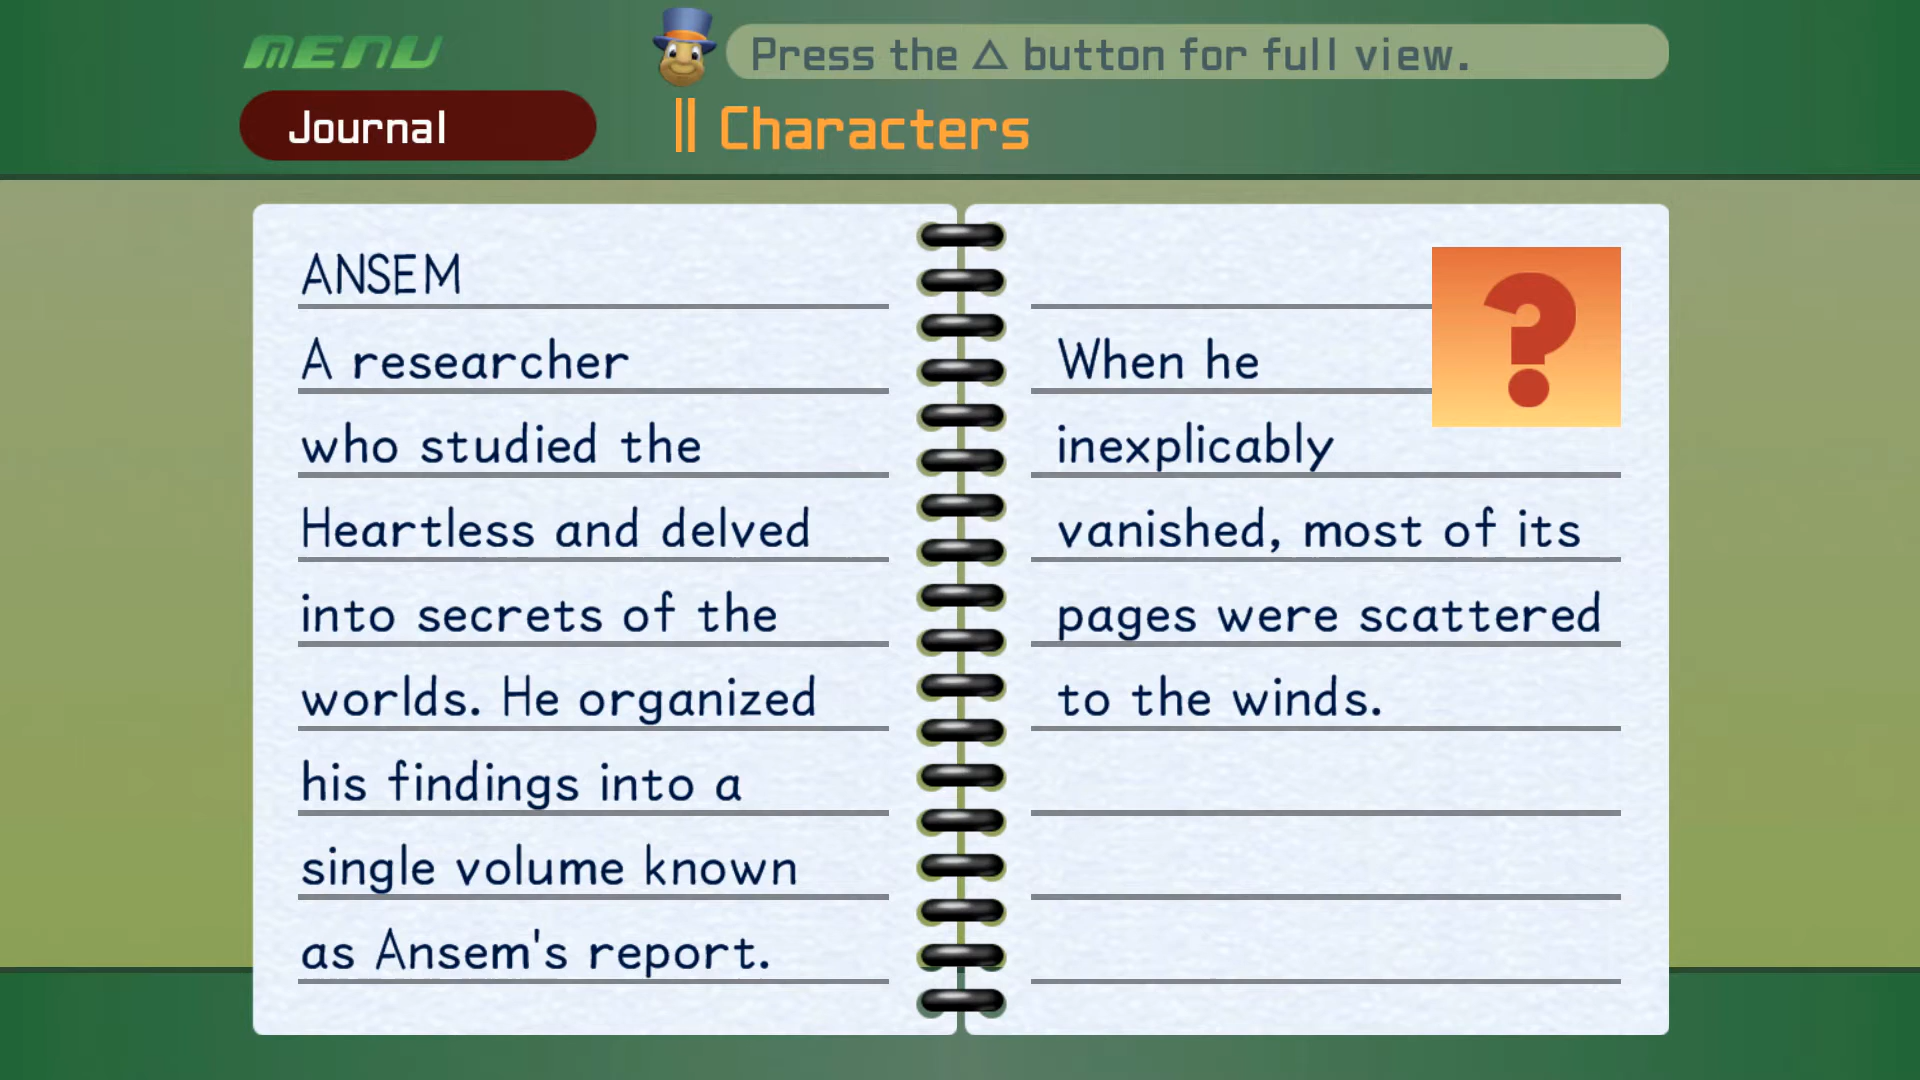 MENU
Press the △ button for full view.
Journal
Characters
ANSEM
A researcher
who studied the
Heartless and delved
into secrets of the
worlds. He organized
his findings into a
single volume known
as Ansem's report.
?
When he
inexplicably
vanished, most of its
pages were scattered
to the winds.